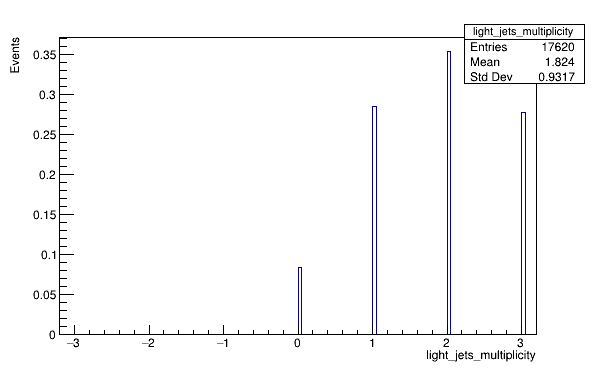 light_jets_multiplicity
Entries 17620
Mean 1.824
Std Dev 0.9317
Events
0.35
0.3
0.25
0.2
0.15
0.1
0.05
0
−3 −2 −1 0 1 2 3
light_jets_multiplicity